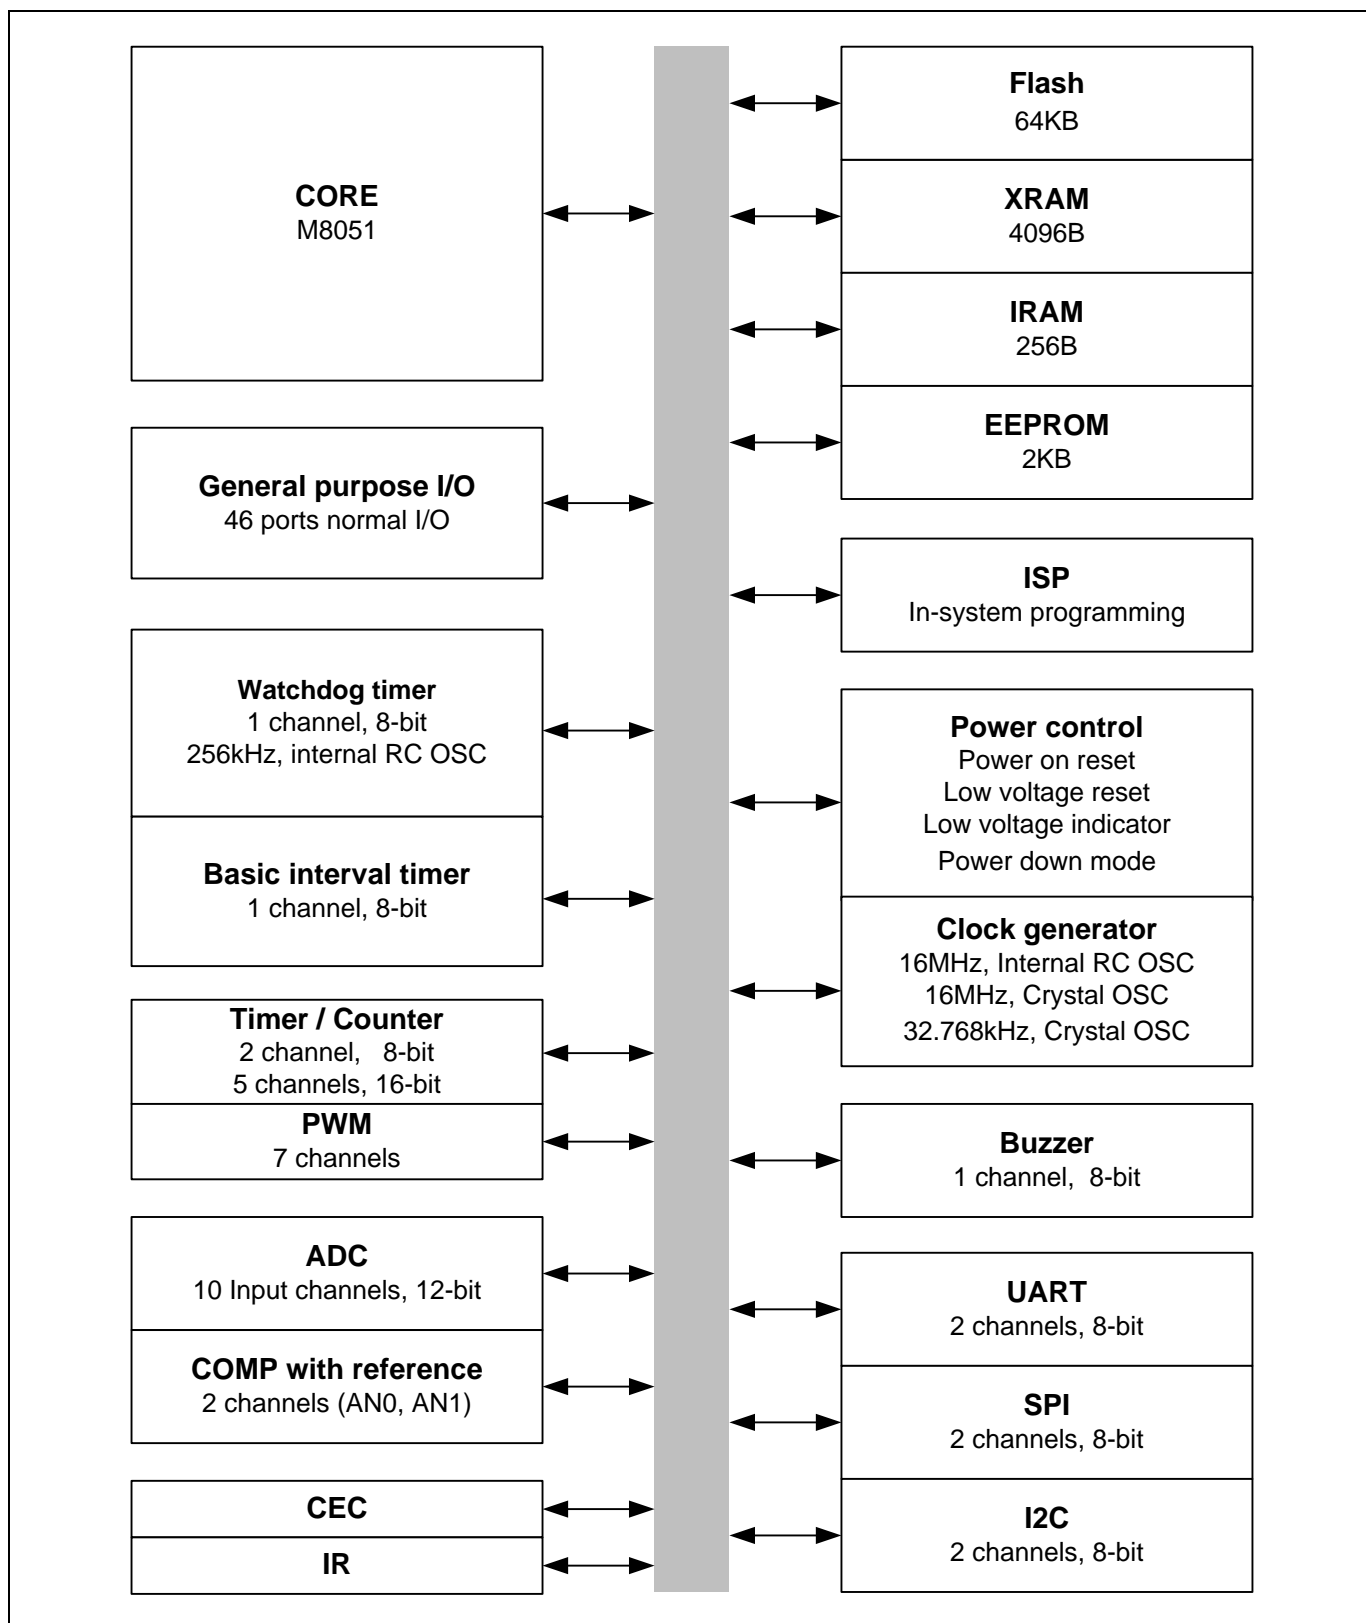 CORE
M8051
General purpose I/O
46 ports normal I/O
Watchdog timer
1 channel, 8-bit
256kHz, internal RC OSC
Basic interval timer
1 channel, 8-bit
Timer / Counter
2 channel, 8-bit
5 channels, 16-bit
PWM
7 channels
ADC
10 Input channels, 12-bit
COMP with reference
2 channels (AN0, AN1)
CEC
IR
Flash
64KB
XRAM
4096B
IRAM
256B
EEPROM
2KB
ISP
In-system programming
Power control
Power on reset
Low voltage reset
Low voltage indicator
Power down mode
Clock generator
16MHz, Internal RC OSC
16MHz, Crystal OSC
32.768kHz, Crystal OSC
Buzzer
1 channel, 8-bit
UART
2 channels, 8-bit
SPI
2 channels, 8-bit
I2C
2 channels, 8-bit